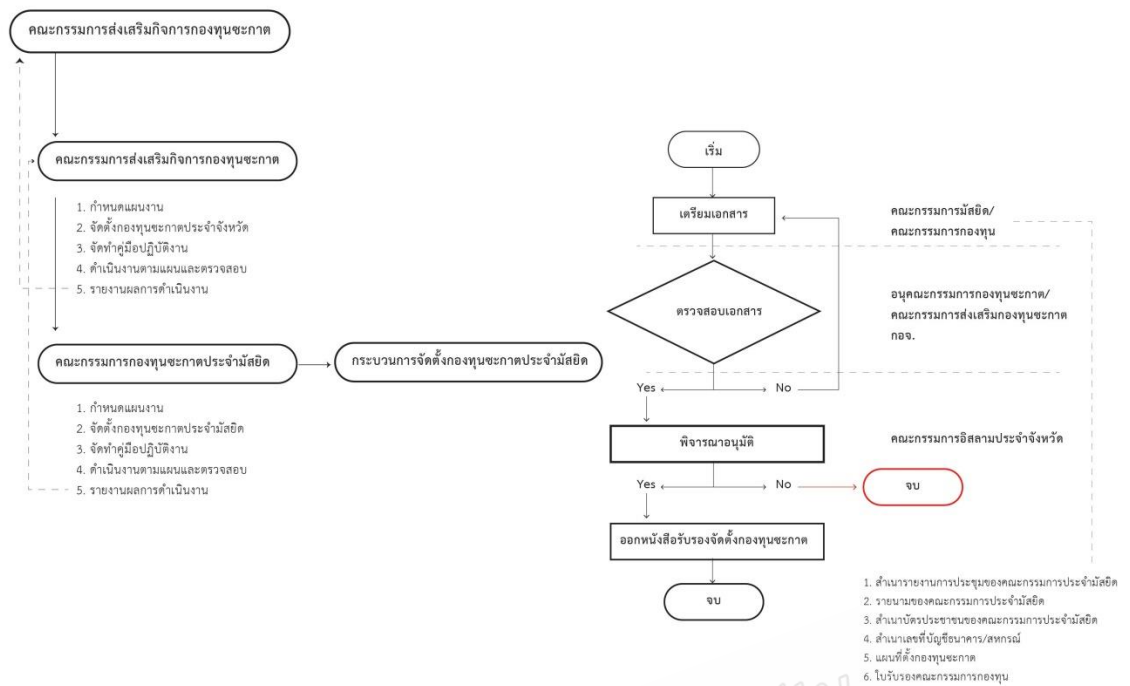 คณะกรรมการส่งเสริมกิจการกองทุนซะกาต
คณะกรรมการส่งเสริมกิจการกองทุนซะกาต
1. กำหนดแผนงาน
2. จัดตั้งกองทุนซะกาตประจำจังหวัด
3. จัดทำคู่มือปฏิบัติงาน
4. ดำเนินงานตามแผนและตรวจสอบ
5. รายงานผลการดำเนินงาน
คณะกรรมการกองทุนซะกาตประจำมัสยิด
กระบวนการจัดตั้งกองทุนซะกาตประจำมัสยิด
1. กำหนดแผนงาน
2. จัดตั้งกองทุนซะกาตประจำมัสยิด
3. จัดทำคู่มือปฏิบัติงาน
4. ดำเนินงานตามแผนและตรวจสอบ
5. รายงานผลการดำเนินงาน
เริ่ม
เตรียมเอกสาร
คณะกรรมการมัสยิด/
คณะกรรมการกองทุน
ตรวจสอบเอกสาร
อนุคณะกรรมการกองทุนซะกาต/
คณะกรรมการส่งเสริมกองทุนซะกาต
กอจ.
Yes
No
พิจารณาอนุมัติ
คณะกรรมการอิสลามประจำจังหวัด
Yes
No
จบ
ออกหนังสือรับรองจัดตั้งกองทุนซะกาต
จบ
1. สำเนารายงานการประชุมของคณะกรรมการประจำมัสยิด
2. รายนามของคณะกรรมการประจำมัสยิด
3. สำเนาบัตรประชาชนของคณะกรรมการประจำมัสยิด
4. สำเนาเลขที่บัญชีธนาคาร/สหกรณ์
5. แผนที่ตั้งกองทุนซะกาต
6. ใบรับรองคณะกรรมการกองทุน